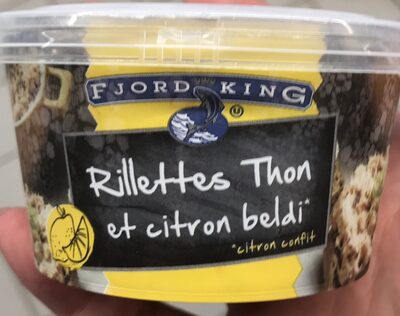 FJORD KING
U
Rillettes Thon
et citron beldi*
*citron confit